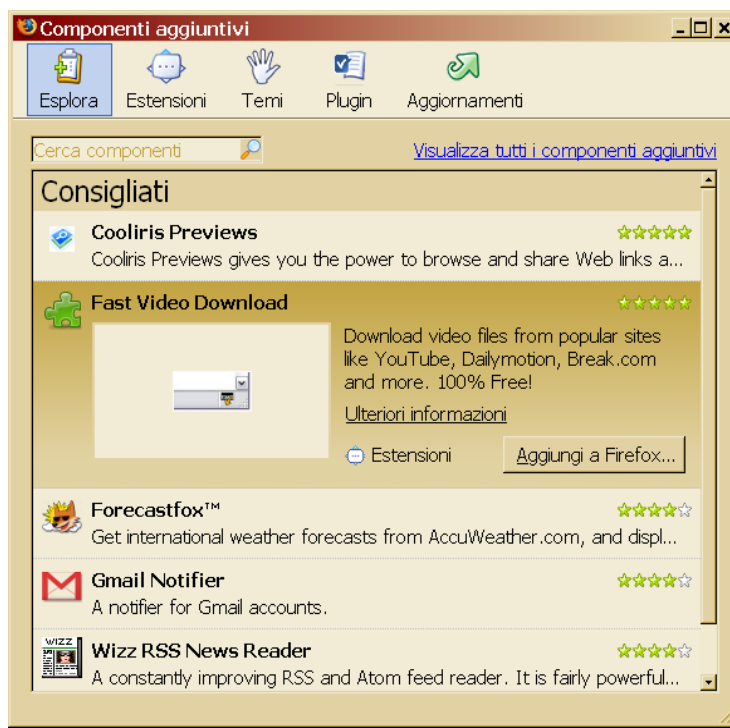 Componenti aggiuntivi
Esplora Estensioni Temi Plugin Aggiornamenti
Cerca componenti Visualizza tutti i componenti aggiuntivi
Consigliati
Cooliris Previews
Cooliris Previews gives you the power to browse and share Web links a...
Fast Video Download
Download video files from popular sites
like YouTube, Dailymotion, Break.com
and more. 100% Free!
Ulteriori informazioni
Estensioni Aggiungi a Firefox...
Forecastfox™
Get international weather forecasts from AccuWeather.com, and displ...
Gmail Notifier
A notifier for Gmail accounts.
WIZZ
Wizz RSS News Reader
A constantly improving RSS and Atom feed reader. It is fairly powerful...